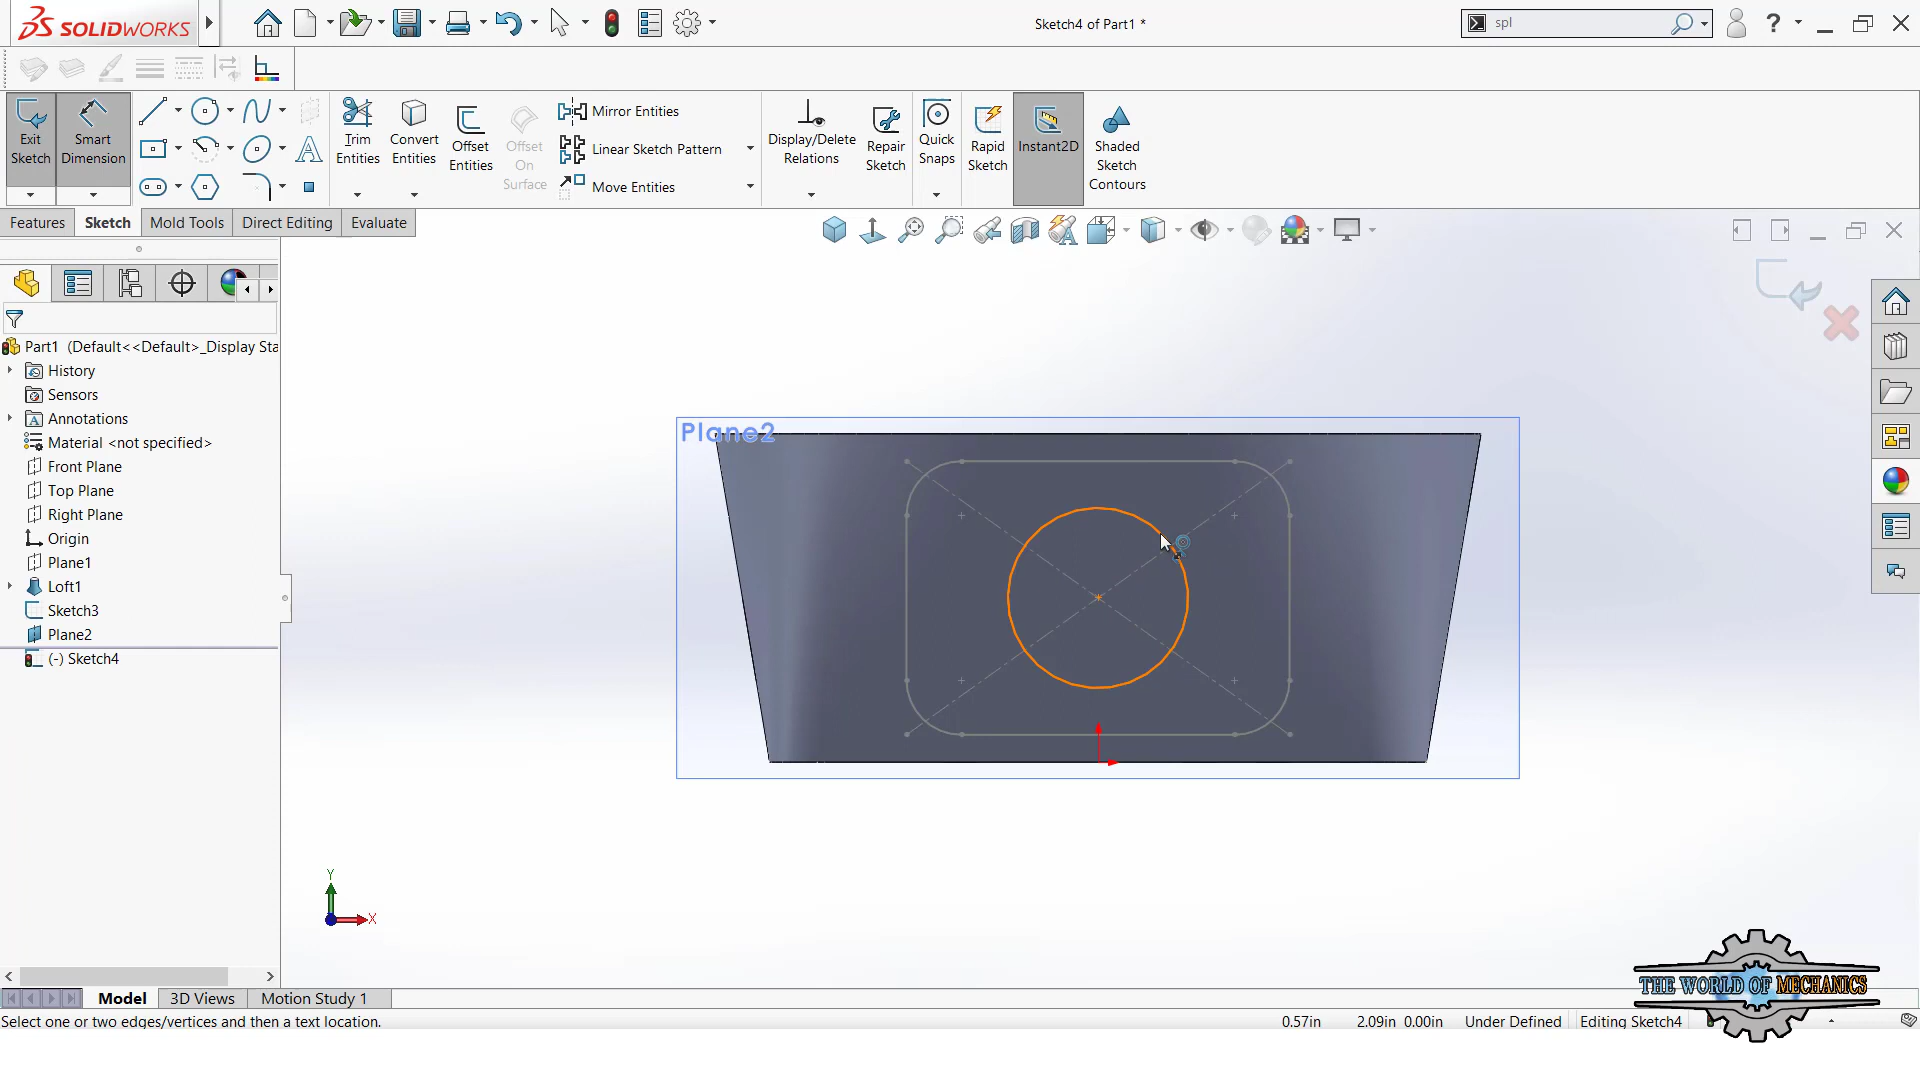 SOLIDWORKS
Sketch4 of Part1 *
spl
?
Exit Sketch
Smart Dimension
Trim Entities
Convert Entities
Offset Entities
Offset On Surface
Mirror Entities
Linear Sketch Pattern
Move Entities
Display/Delete Relations
Repair Sketch
Quick Snaps
Rapid Sketch
Instant2D
Shaded Sketch Contours
Features
Sketch
Mold Tools
Direct Editing
Evaluate
Part1 (Default<<Default>_Display Sta
History
Sensors
Annotations
Material <not specified>
Front Plane
Top Plane
Right Plane
Origin
Plane1
Loft1
Sketch3
Plane2
(-) Sketch4
Plane2
Y
X
Model
3D Views
Motion Study 1
THE WORLD OF MECHANICS
Select one or two edges/vertices and then a text location.
0.57in
2.09in
0.00in
Under Defined
Editing Sketch4